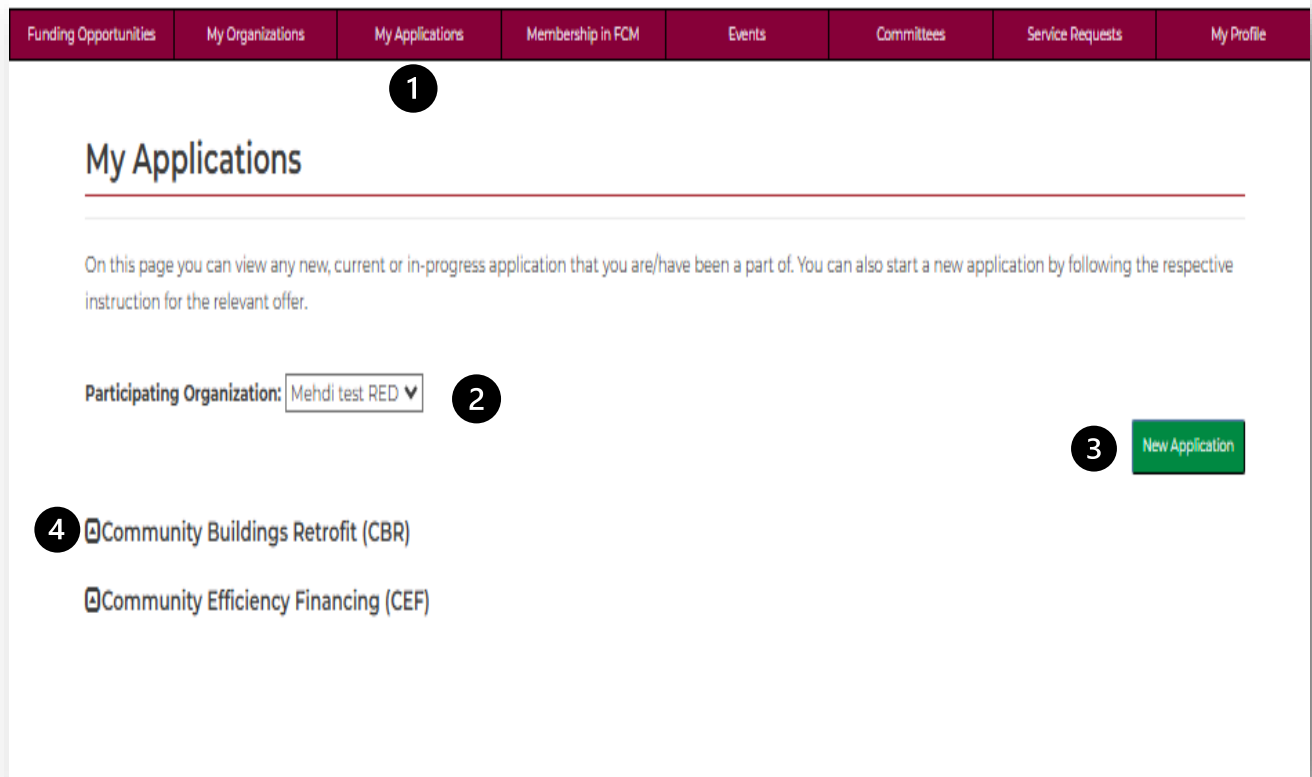 Funding Opportunities My Organizations My Applications Membership in FCM Events Committees Service Requests My Profile
1
My Applications
On this page you can view any new, current or in-progress application that you are/have been a part of. You can also start a new application by following the respective
instruction for the relevant offer.
Participating Organization: Mehdi test RED 2
3 New Application
4 Community Buildings Retrofit (CBR)
Community Efficiency Financing (CEF)